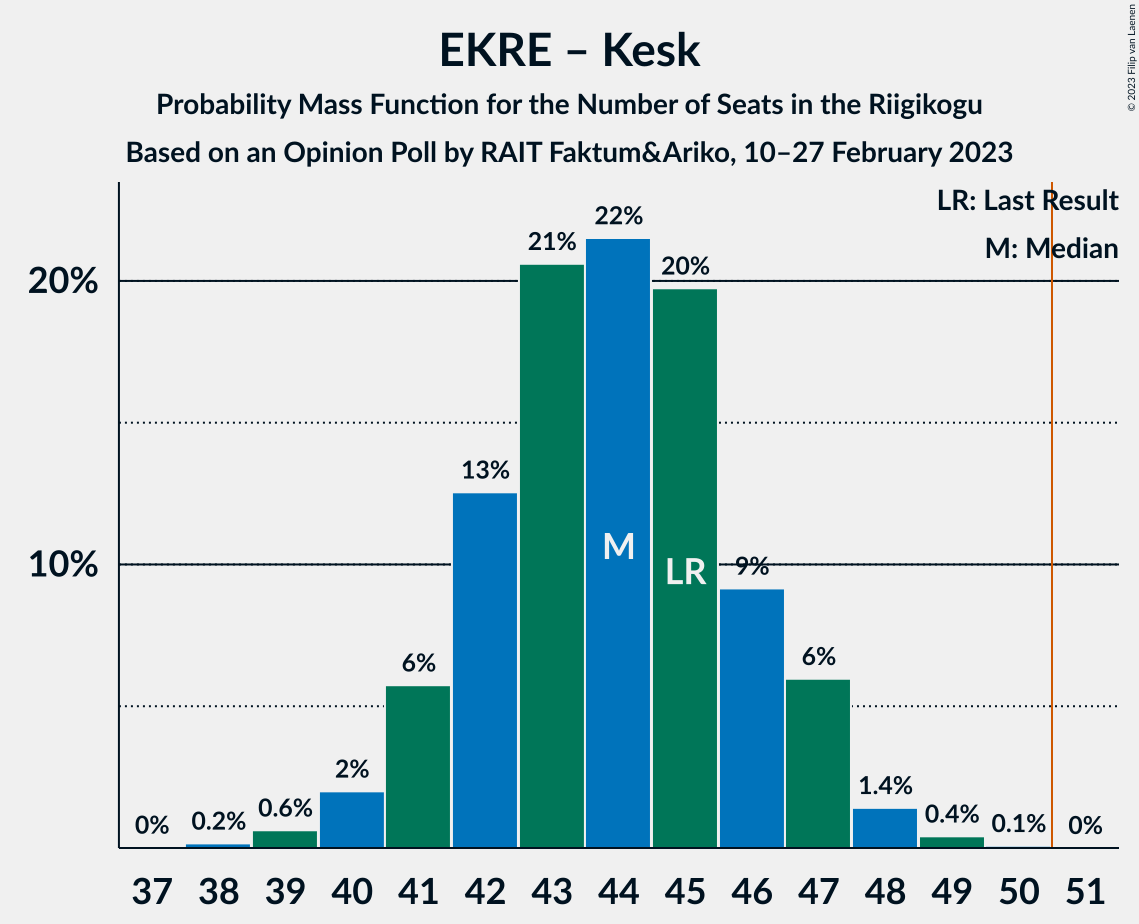 EKRE – Kesk
Probability Mass Function for the Number of Seats in the Riigikogu
Based on an Opinion Poll by RAIT Faktum&Ariko, 10–27 February 2023
© 2023 Filip van Laenen
LR: Last Result
M: Median
20%
10%
0% 0.2% 0.6% 2% 6% 13% 21% 22% 20% 9% 6% 1.4% 0.4% 0.1% 0%
M
LR
37 38 39 40 41 42 43 44 45 46 47 48 49 50 51